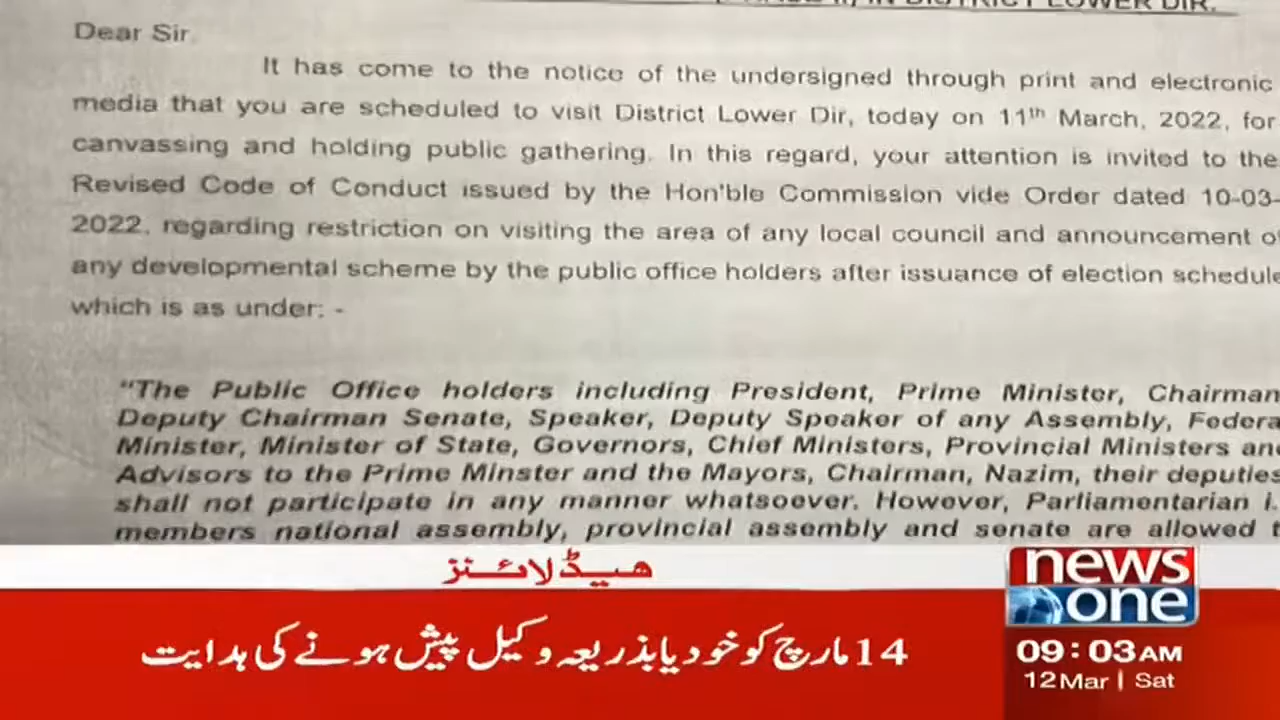 IN DISTRICT LOWER DIR.
Dear Sir
It has come to the notice of the undersigned through print and electronic
media that you are scheduled to visit District Lower Dir, today on 11th March, 2022, for
canvassing and holding public gathering. In this regard, your attention is invited to the
Revised Code of Conduct issued by the Hon'ble Commission vide Order dated 10-03-
2022, regarding restriction on visiting the area of any local council and announcement of
any developmental scheme by the public office holders after issuance of election schedule
which is as under: -
"The Public Office holders including President, Prime Minister, Chairman
Deputy Chairman Senate, Speaker, Deputy Speaker of any Assembly, Federa
Minister, Minister of State, Governors, Chief Ministers, Provincial Ministers and
Advisors to the Prime Minster and the Mayors, Chairman, Nazim, their deputies
shall not participate in any manner whatsoever. However, Parliamentarian i.
members national assembly, provincial assembly and senate are allowed t
ہیڈلائنز
news
one
14 مارچ کو خود یا بذریعہ وکیل پیش ہونے کی ہدایت
09:03AM
12Mar | Sat